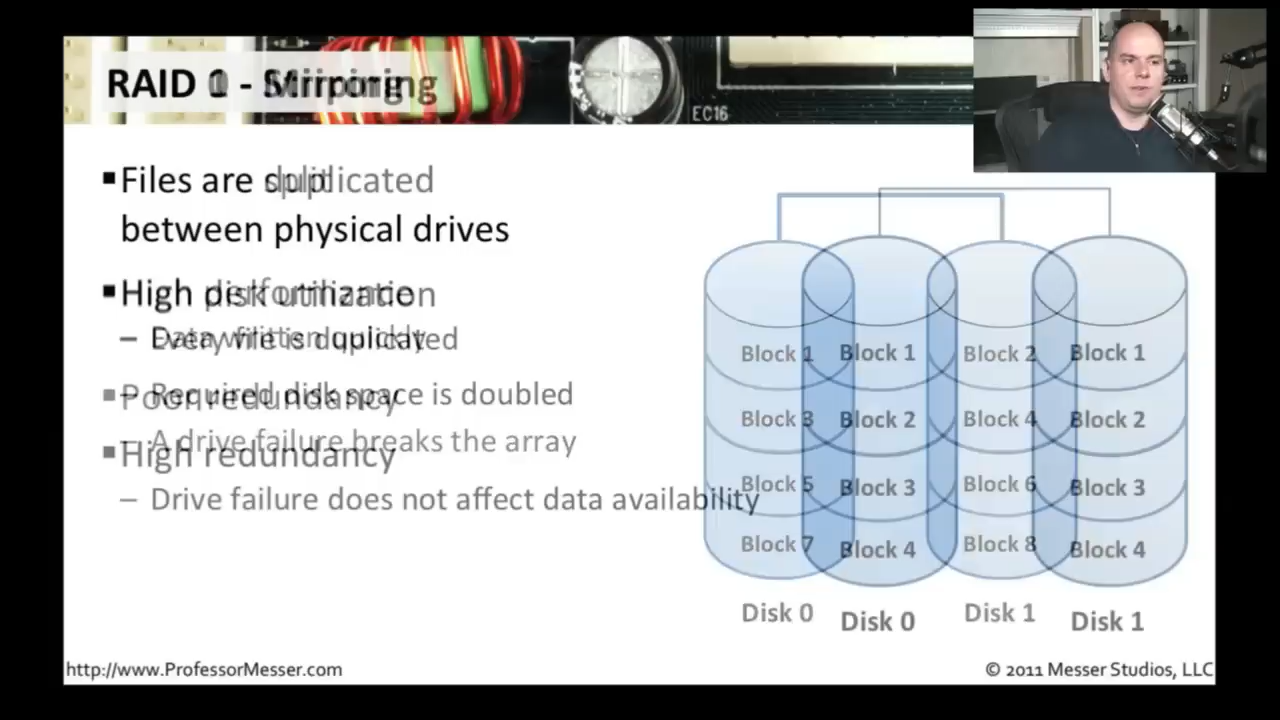 RAID - Mirroring
EC16
Files are duplicated
between physical drives
High disk utilization
Every file is duplicated
Required disk space is doubled
A drive failure breaks the array
High redundancy
Drive failure does not affect data availability
Block 1 Block 1 Block 2 Block 1
Block 3 Block 2 Block 4 Block 2
Block 5 Block 3 Block 6 Block 3
Block 7 Block 4 Block 8 Block 4
Disk 0 Disk 0 Disk 1 Disk 1
http://www.ProfessorMesser.com
© 2011 Messer Studios, LLC